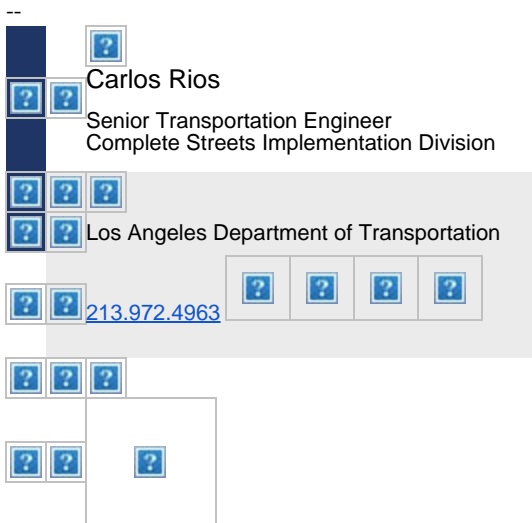 --
Carlos Rios
Senior Transportation Engineer
Complete Streets Implementation Division
Los Angeles Department of Transportation
213.972.4963